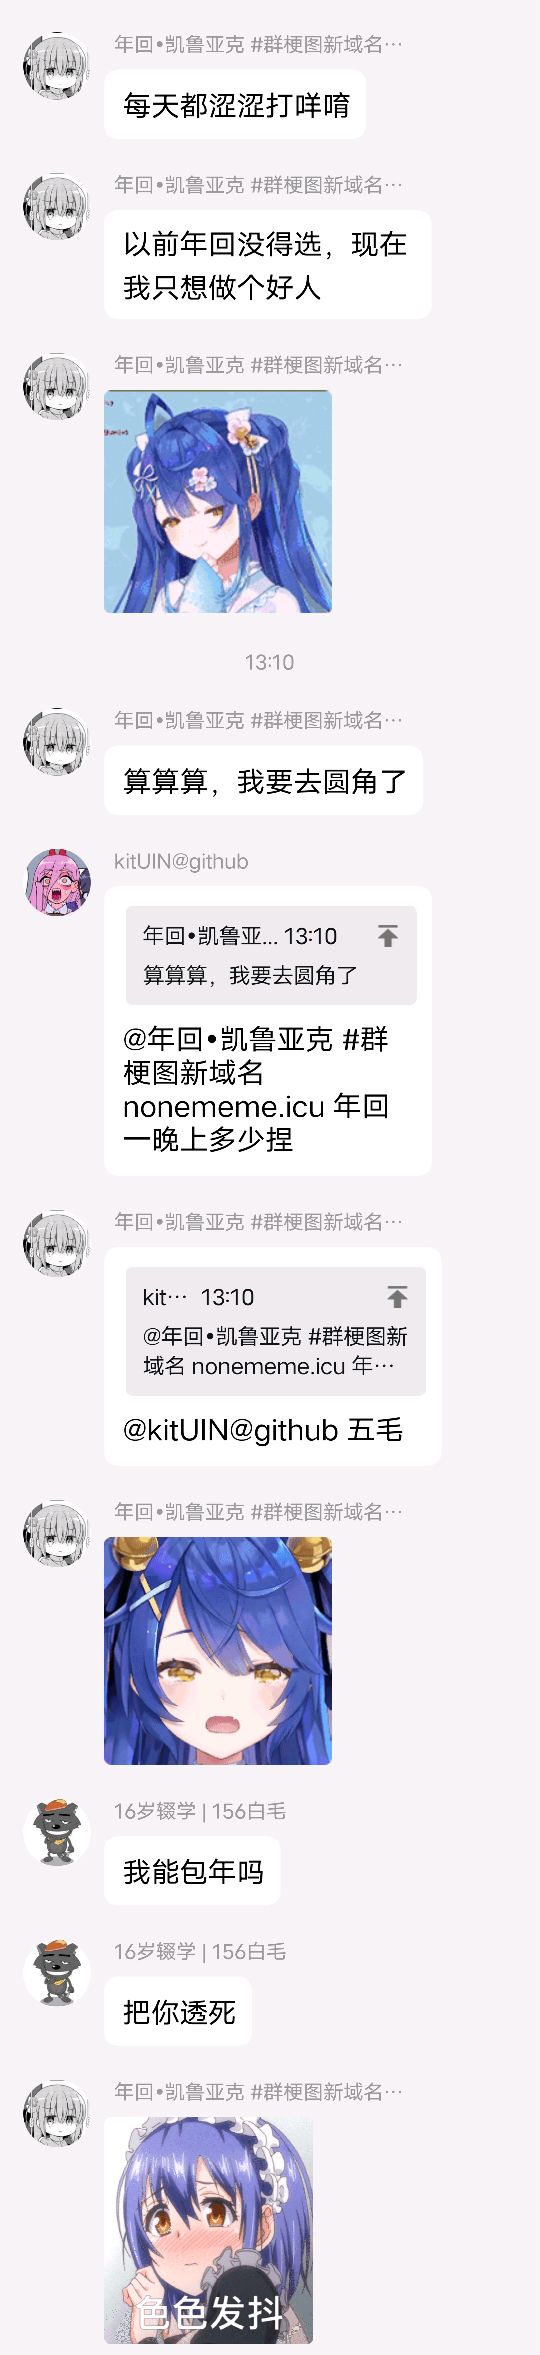 年回•凯鲁亚克 #群梗图新域名…
每天都涩涩打咩唷
年回•凯鲁亚克 #群梗图新域名…
以前年回没得选，现在
我只想做个好人
年回•凯鲁亚克 #群梗图新域名…
13:10
年回•凯鲁亚克 #群梗图新域名…
算算算，我要去圆角了
kitUIN@github
年回•凯鲁亚... 13:10
算算算，我要去圆角了
@年回•凯鲁亚克 #群
梗图新域名
nonememe.icu 年回
一晚上多少捏
年回•凯鲁亚克 #群梗图新域名…
kit… 13:10
@年回•凯鲁亚克 #群梗图新
域名 nonememe.icu 年…
@kitUIN@github 五毛
年回•凯鲁亚克 #群梗图新域名…
16岁辍学 | 156白毛
我能包年吗
16岁辍学 | 156白毛
把你透死
年回•凯鲁亚克 #群梗图新域名…
色色发抖